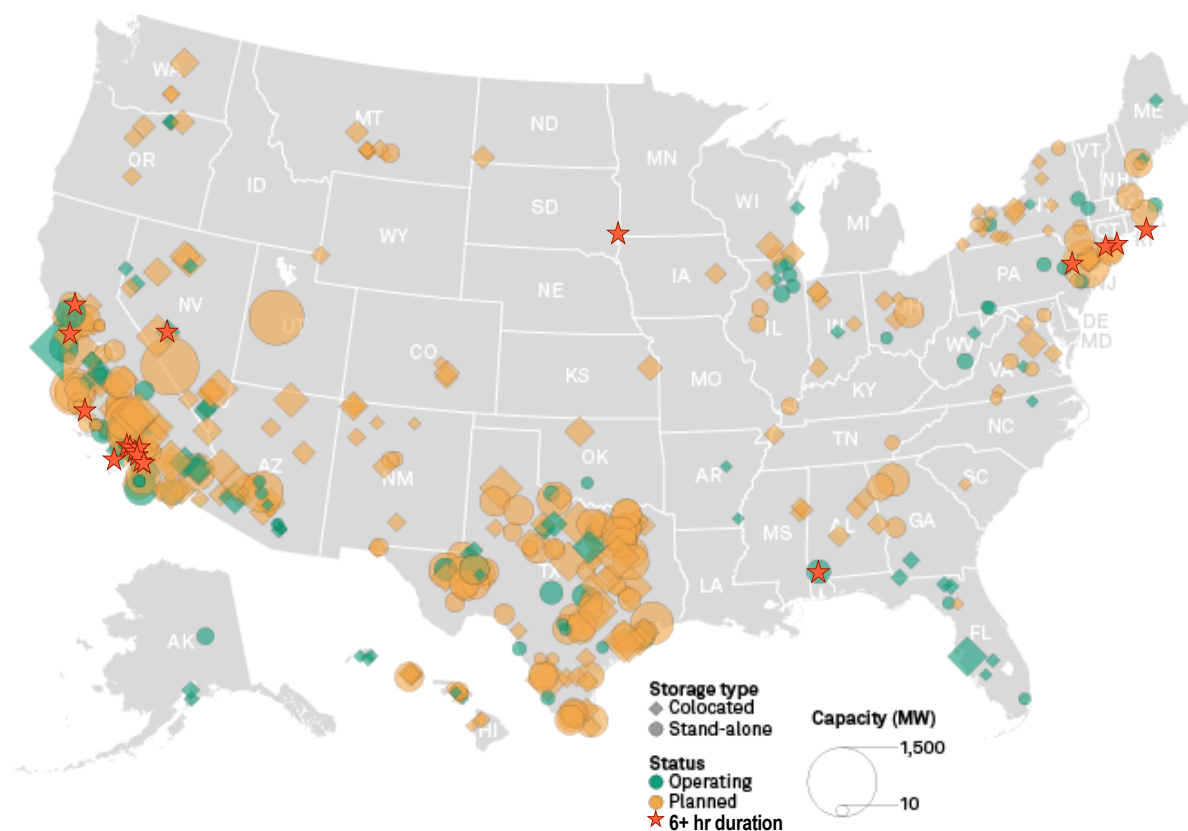 WA
MT
ND
MN
ME
VT
OR
ID
SD
WI
MI
NH
WY
IA
PA
CT
RI
NJ
NE
NV
UT
IL
IN
OH
DE
MD
CO
KS
MO
WV
VA
KY
NC
TN
AZ
NM
OK
AR
SC
MS
AL
GA
LA
FL
AK
HI
Storage type
Colocated
Stand-alone
Status
Operating
Planned
6+ hr duration
Capacity (MW)
1,500
10